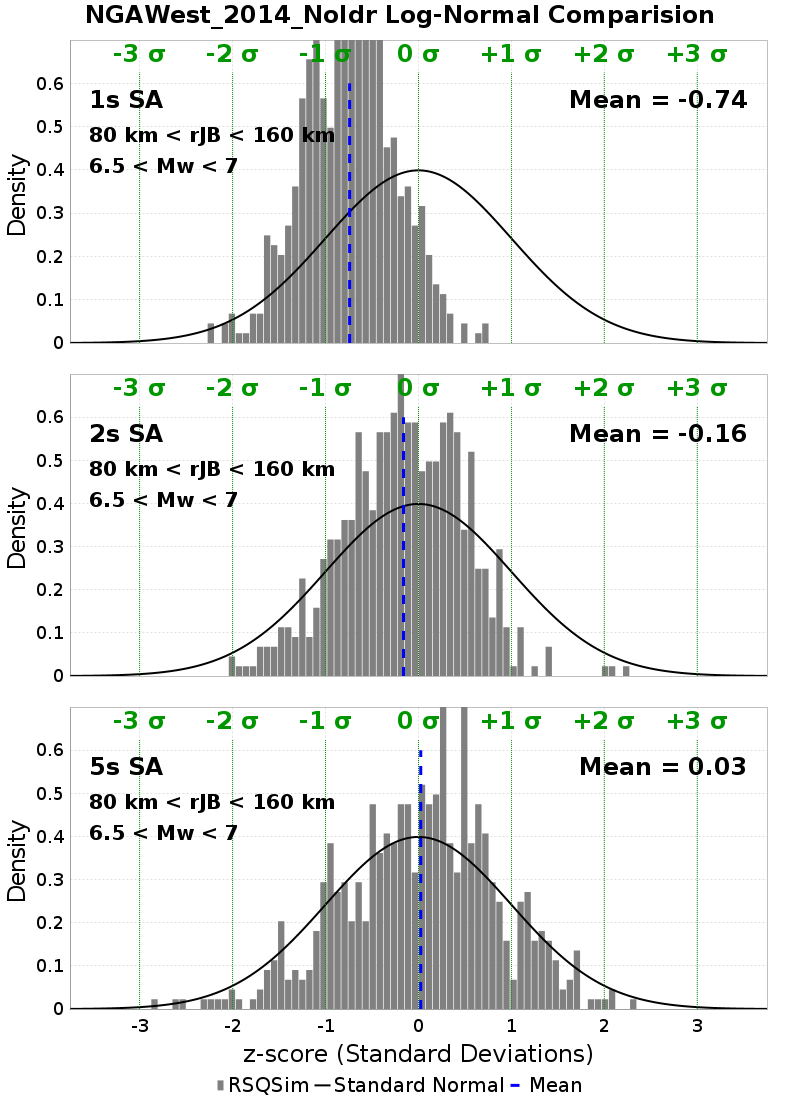 NGAWest_2014_NoIdr Log-Normal Comparision
-3 σ -2 σ -1 σ 0 σ +1 σ +2 σ +3 σ
1s SA Mean = -0.74
80 km < rJB < 160 km
6.5 < Mw < 7
Density
0.6
0.5
0.4
0.3
0.2
0.1
0
-3 σ -2 σ -1 σ 0 σ +1 σ +2 σ +3 σ
2s SA Mean = -0.16
80 km < rJB < 160 km
6.5 < Mw < 7
Density
0.6
0.5
0.4
0.3
0.2
0.1
0
-3 σ -2 σ -1 σ 0 σ +1 σ +2 σ +3 σ
5s SA Mean = 0.03
80 km < rJB < 160 km
6.5 < Mw < 7
Density
0.6
0.5
0.4
0.3
0.2
0.1
0
-3 -2 -1 0 1 2 3
z-score (Standard Deviations)
RSQSim Standard Normal Mean